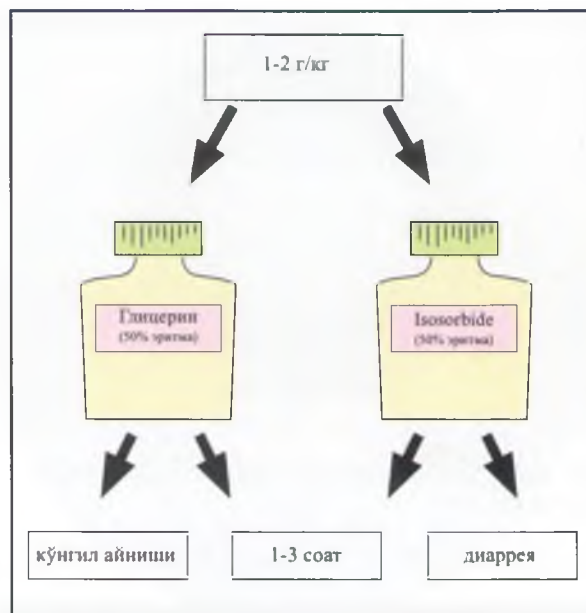 1-2 г/кг
Глицерин
(50% эритма)
Isosorbide
(50% эритма)
кўнгил айниши
1-3 соат
диаррея